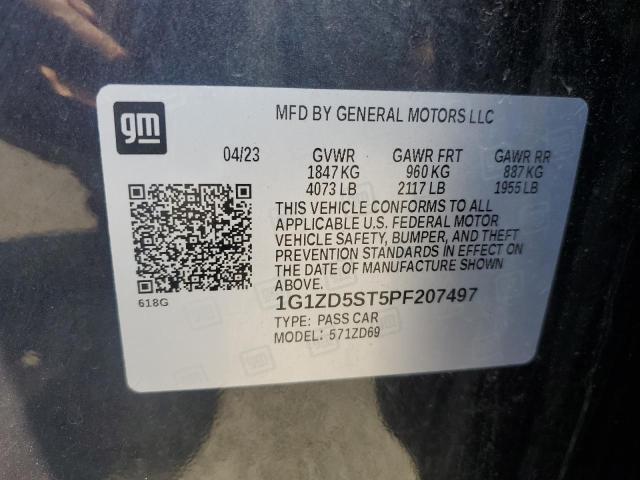 gm
MFD BY GENERAL MOTORS LLC
04/23 GVWR GAWR FRT GAWR RR
1847 KG 960 KG 887 KG
4073 LB 2117 LB 1955 LB
THIS VEHICLE CONFORMS TO ALL
APPLICABLE U.S. FEDERAL MOTOR
VEHICLE SAFETY, BUMPER, AND THEFT
PREVENTION STANDARDS IN EFFECT ON
THE DATE OF MANUFACTURE SHOWN
ABOVE.
618G
1G1ZD5ST5PF207497
TYPE: PASS CAR
MODEL: 571ZD69